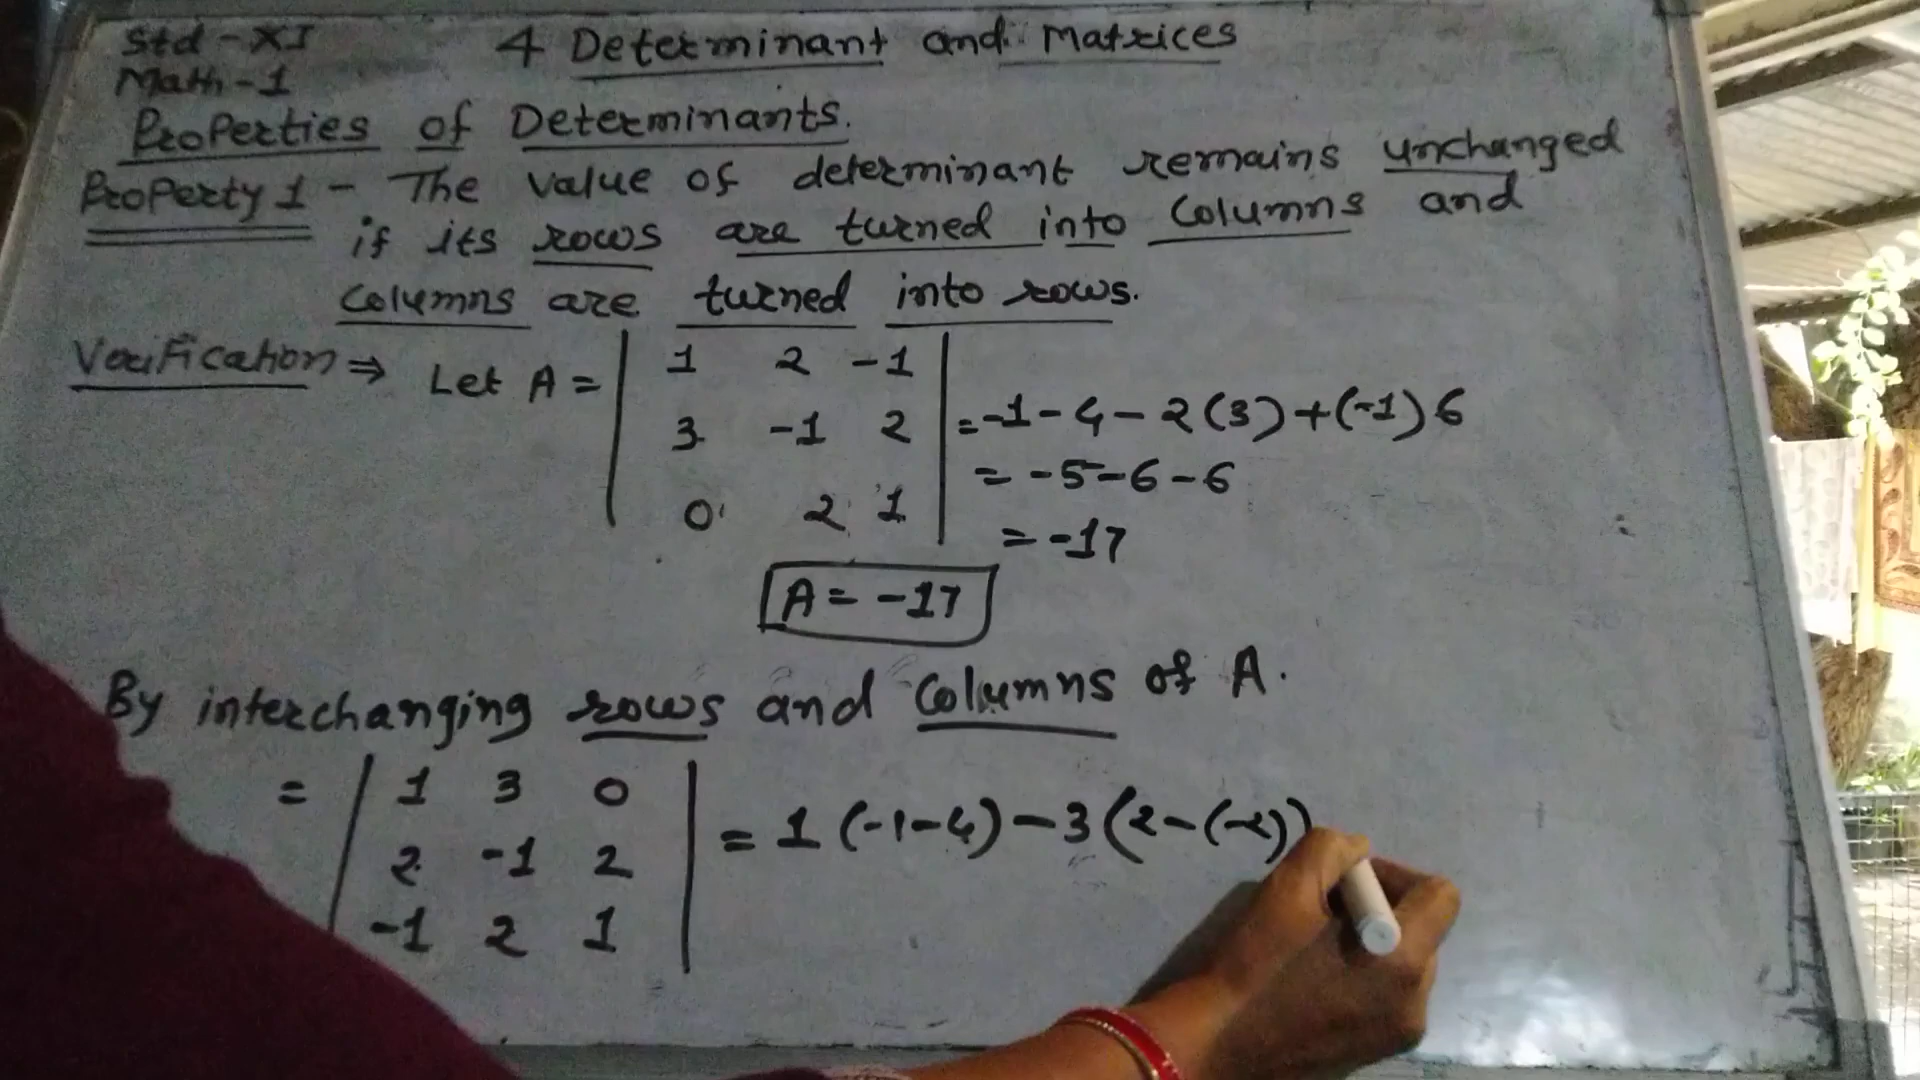 Std - XI
4 Determinant and Matrices
Math - 1
Properties of Determinants.
Property 1 - The value of determinant remains unchanged
if its rows are turned into columns and
columns are turned into rows.
Verification ⇒ Let A = | 1 2 -1 |
| 3 -1 2 | = -1 - 4 - 2(3) + (-1) 6
= -5 - 6 - 6
| 0 2 1 |
= -17
A = -17
By interchanging rows and columns of A.
= | 1 3 0 |
| 2 -1 2 | = 1 (-1 - 4) - 3 (2 - (-2))
| -1 2 1 |